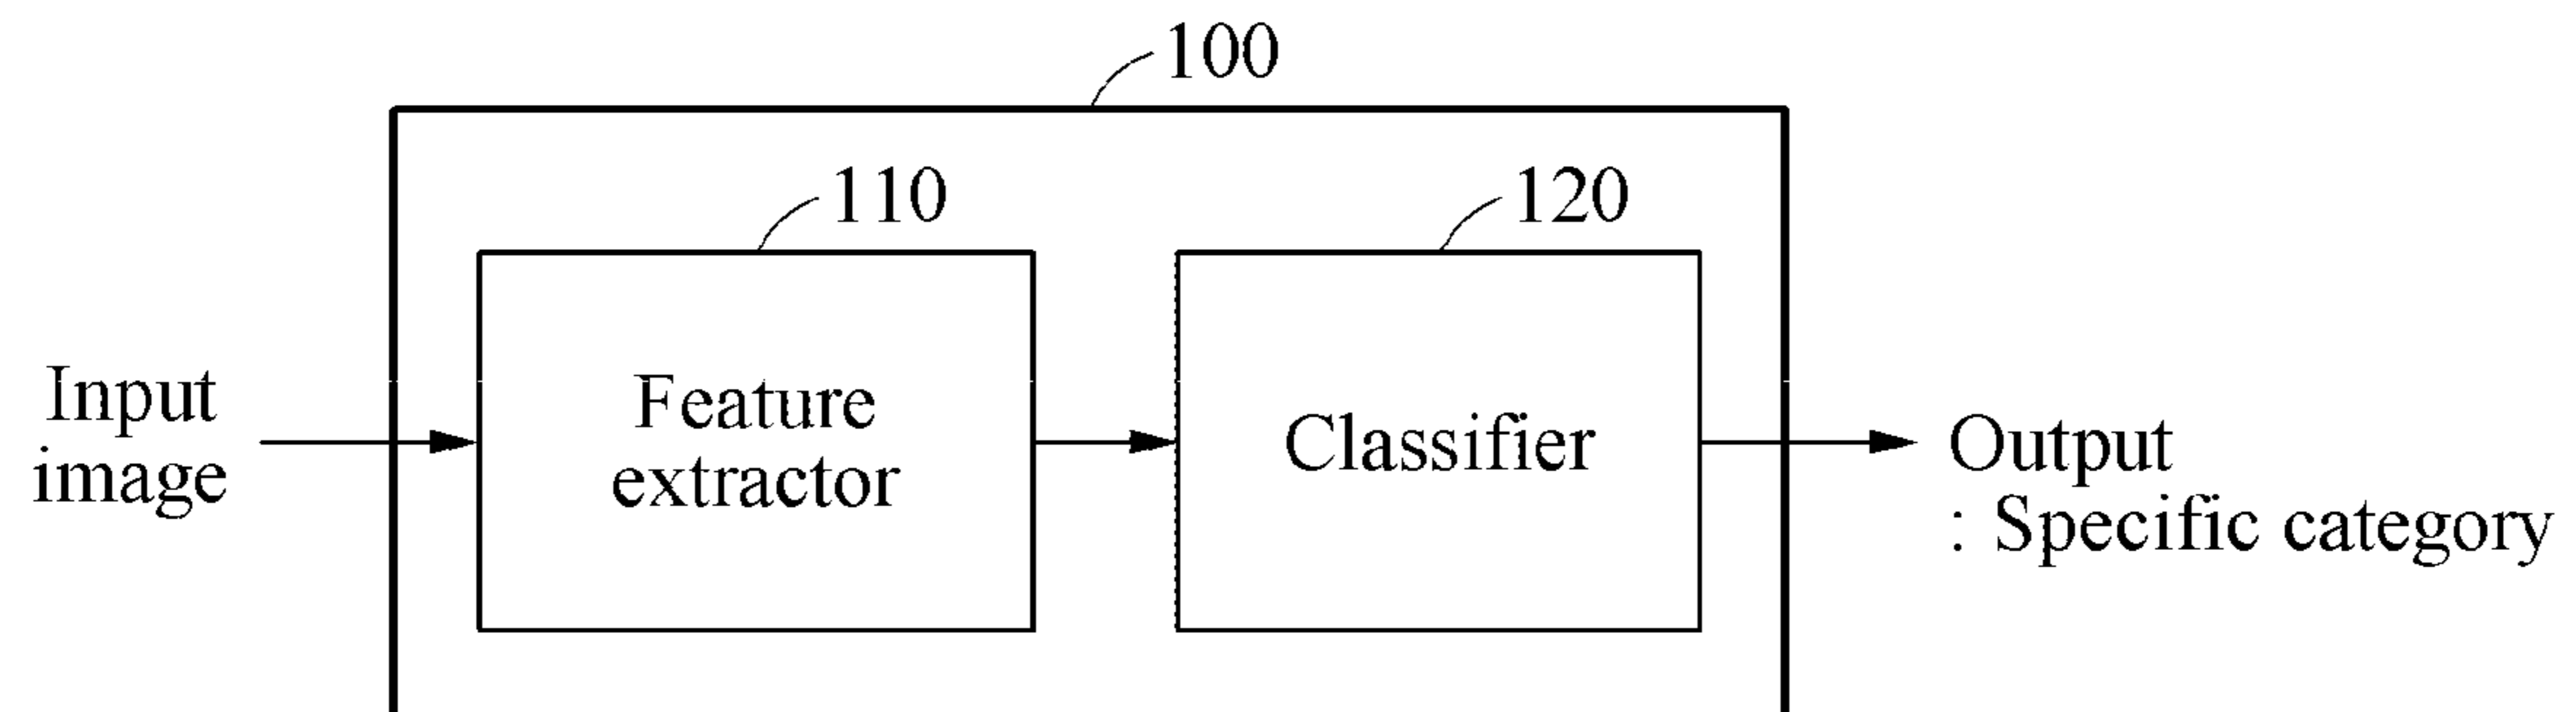 100
110
120
Input
image
Feature
extractor
Classifier
Output
: Specific category